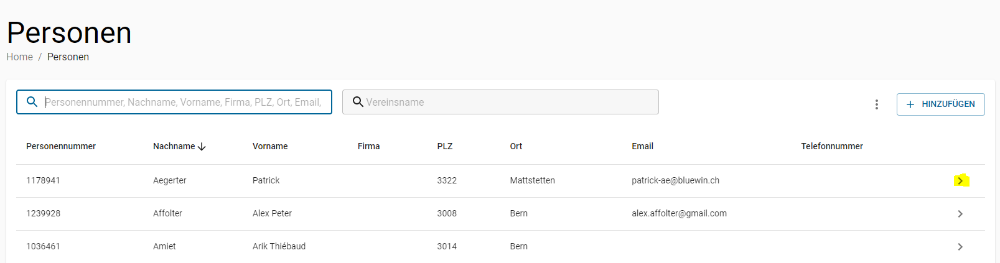 Personen
Home / Personen
Personennummer, Nachname, Vorname, Firma, PLZ, Ort, Email,
Vereinsname
HINZUFÜGEN
Personennummer Nachname Vorname Firma PLZ Ort Email Telefonnummer
1178941 Aegerter Patrick 3322 Mattstetten patrick-ae@bluewin.ch
1239928 Affolter Alex Peter 3008 Bern alex.affolter@gmail.com
1036461 Amiet Arik Thiébaud 3014 Bern